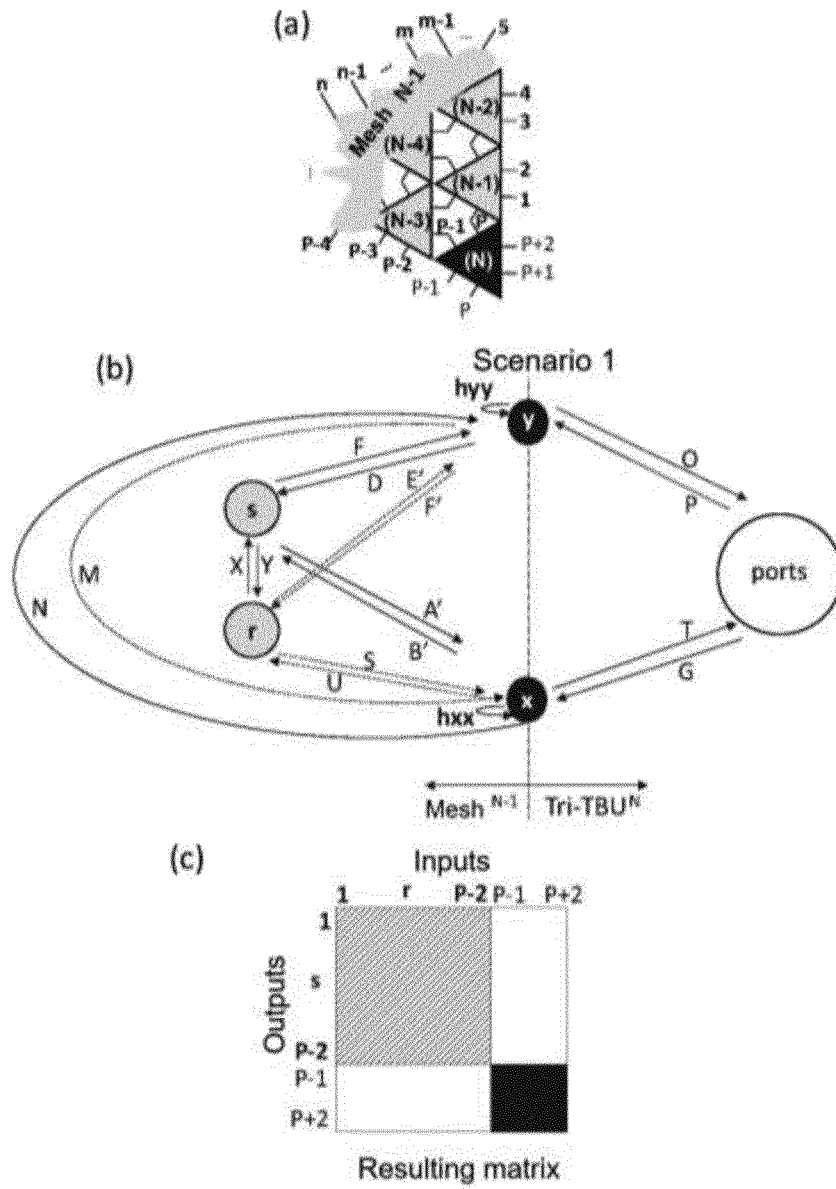 (a)
m
m-1
5
n
n-1
Mesh N-1
4
(N-2)
3
(N-4)
2
(N-1)
1
(N-3)
P-1
P
P-4
P-3
P-2
(N)
P+2
P+1
P-1
P
(b)
Scenario 1
hyy
y
F
D
E'
F'
O
P
s
X
Y
M
N
r
A'
B'
S
U
ports
T
G
hxx
x
Mesh N-1
Tri-TBU N
(c)
Inputs
1 r P-2 P-1 P+2
1
s
Outputs
P-2
P-1
P+2
Resulting matrix